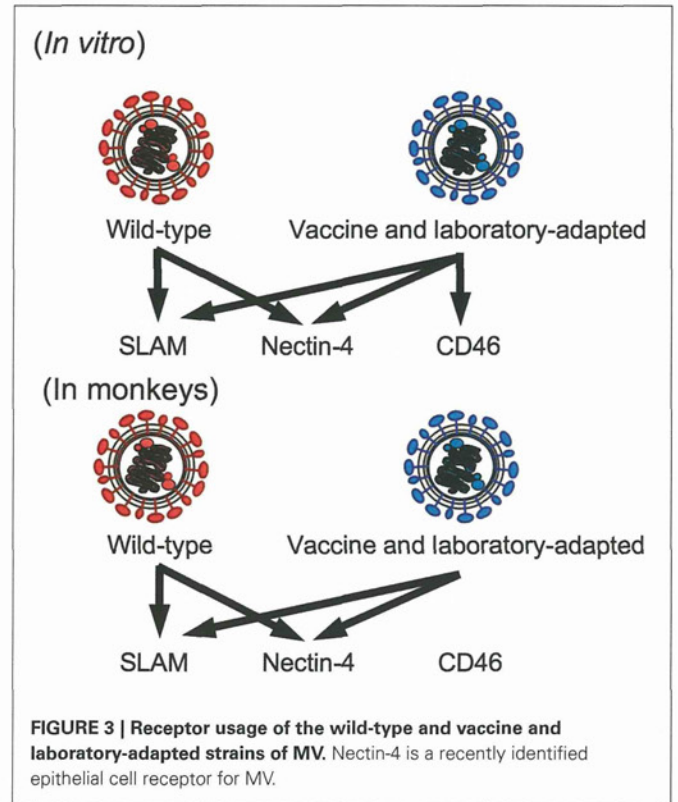 (In vitro)
Wild-type Vaccine and laboratory-adapted
SLAM Nectin-4 CD46
(In monkeys)
Wild-type Vaccine and laboratory-adapted
SLAM Nectin-4 CD46
FIGURE 3 | Receptor usage of the wild-type and vaccine and
laboratory-adapted strains of MV. Nectin-4 is a recently identified
epithelial cell receptor for MV.